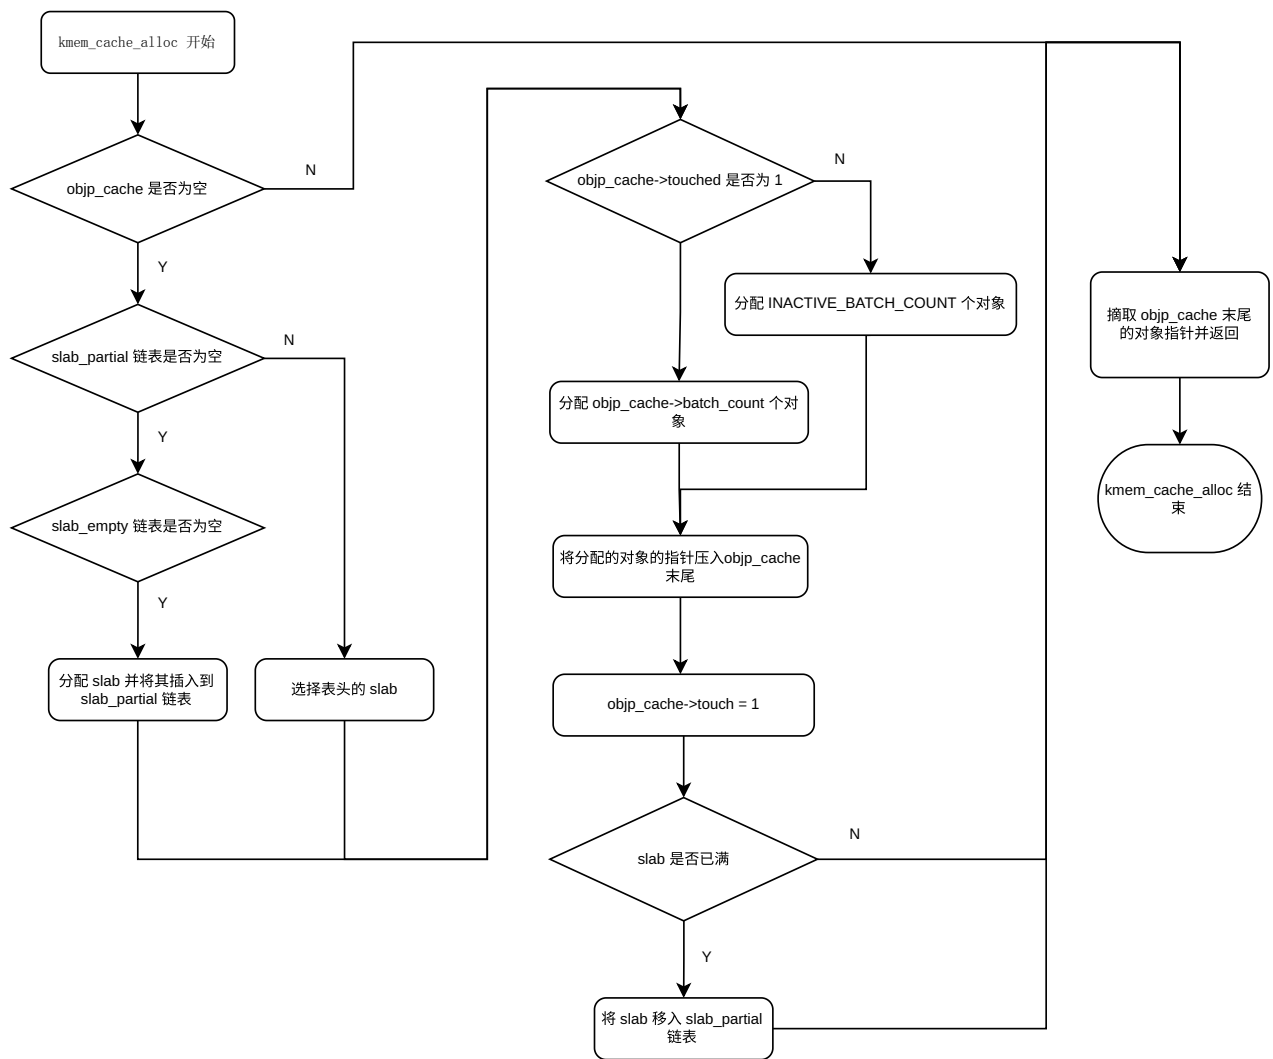 kmem_cache_alloc 开始
objp_cache 是否为空
N
Y
slab_partial 链表是否为空
N
Y
slab_empty 链表是否为空
Y
分配 slab 并将其插入到
slab_partial 链表
选择表头的 slab
objp_cache->touched 是否为 1
N
分配 INACTIVE_BATCH_COUNT 个对象
分配 objp_cache->batch_count 个对
象
将分配的对象的指针压入objp_cache
末尾
objp_cache->touch = 1
slab 是否已满
N
Y
将 slab 移入 slab_partial
链表
摘取 objp_cache 末尾
的对象指针并返回
kmem_cache_alloc 结
束